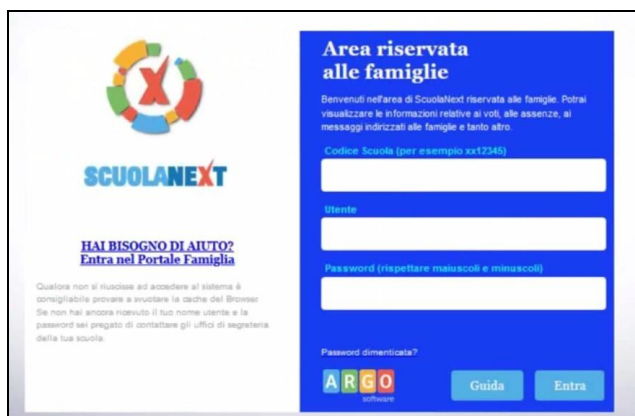 SCUOLANEXT
HAI BISOGNO DI AIUTO?
Entra nel Portale Famiglia
Qualora non si riuscisse ad accedere al sistema è
consigliabile provare a svuotare la cache del Browser
Se non hai ancora ricevuto il tuo nome utente e la
password sei pregato di contattare gli uffici di segreteria
della tua scuola.
Area riservata
alle famiglie
Benvenuti nell'area di ScuolaNext riservata alle famiglie. Potrai
visualizzare le informazioni relative ai voti, alle assenze, ai
messaggi indirizzati alle famiglie e tanto altro.
Codice Scuola (per esempio xx12345)
Utente
Password (rispettare maiuscoli e minuscoli)
Password dimenticata?
ARGO
software
Guida
Entra